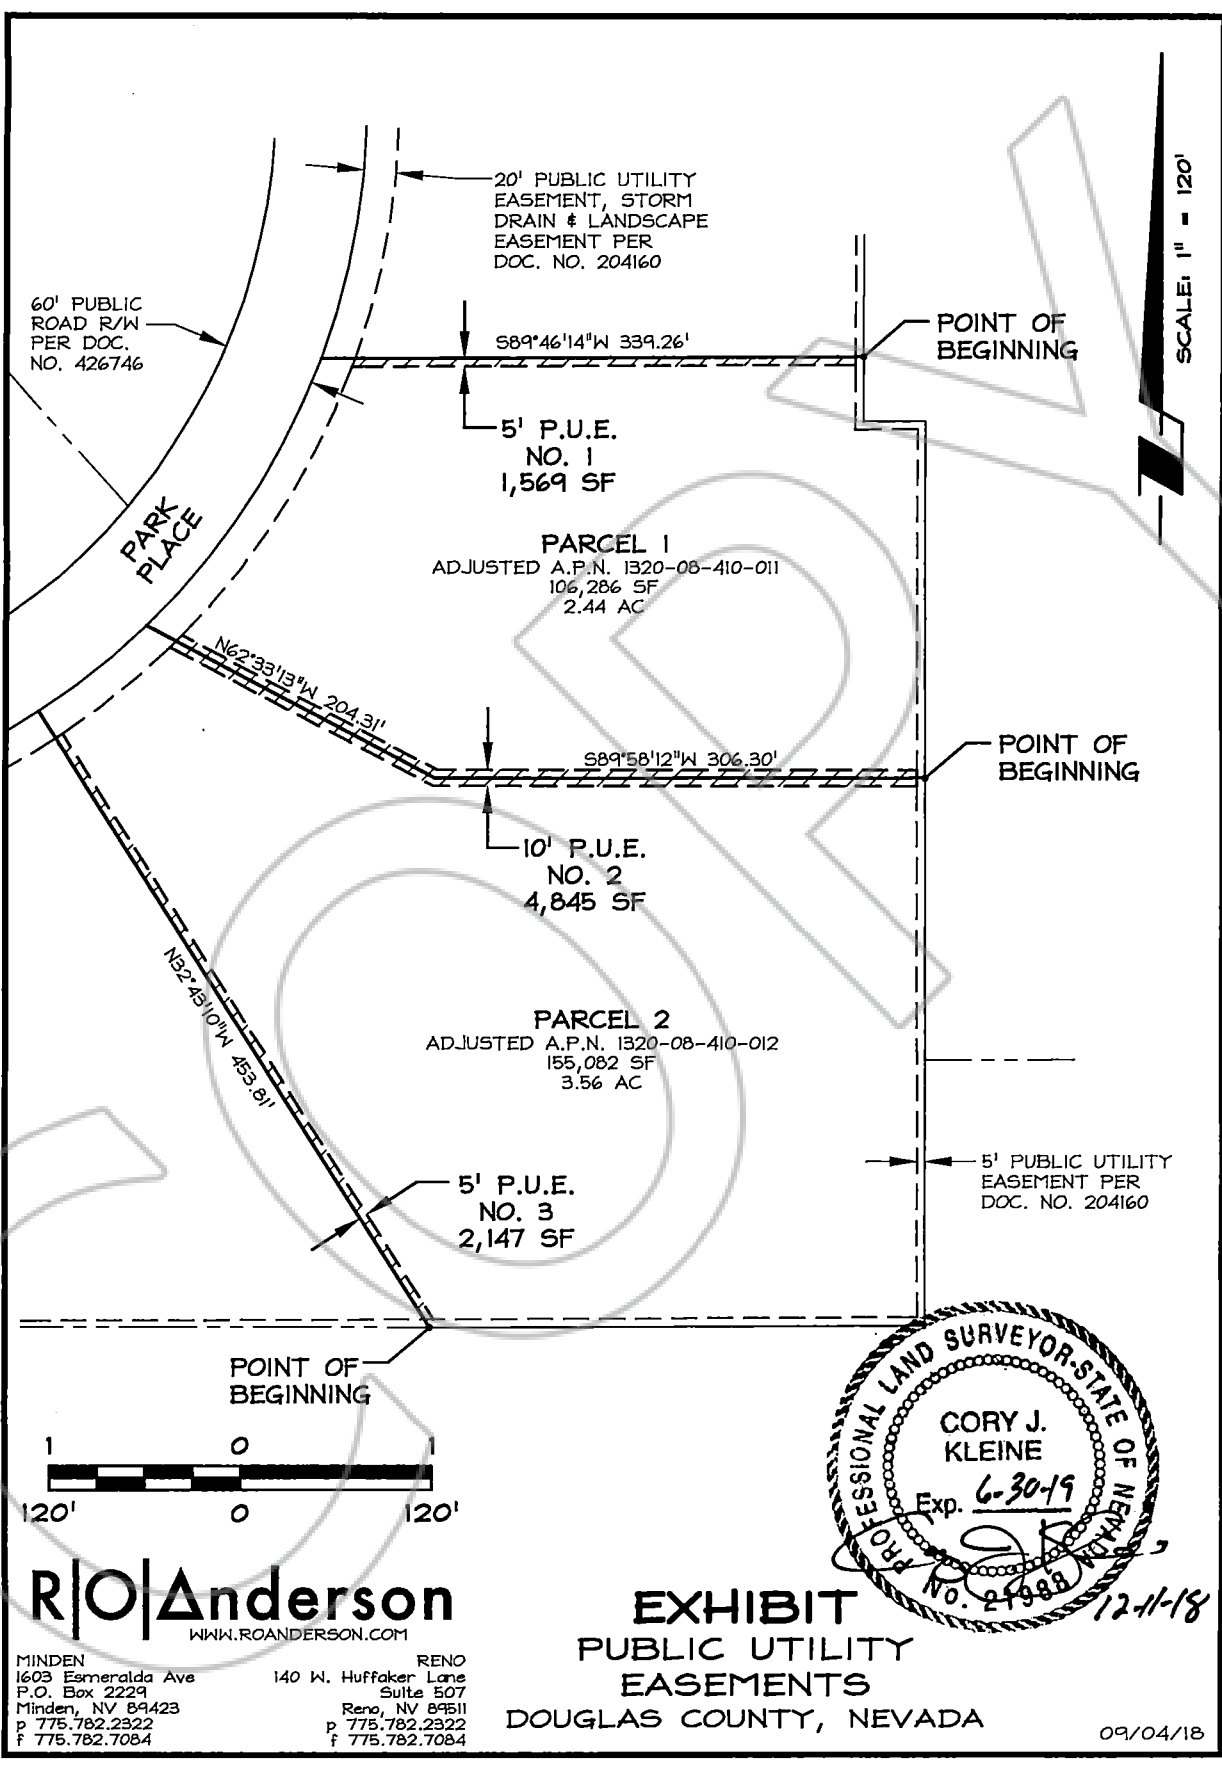 20' PUBLIC UTILITY
EASEMENT, STORM
DRAIN & LANDSCAPE
EASEMENT PER
DOC. NO. 204160
SCALE: 1" = 120'
60' PUBLIC
ROAD R/W
PER DOC.
NO. 426746
S89°46'14"W 339.26'
POINT OF
BEGINNING
5' P.U.E.
NO. 1
1,569 SF
PARK
PLACE
PARCEL 1
ADJUSTED A.P.N. 1320-08-410-011
106,286 SF
2.44 AC
N62°33'13"W 204.31'
S89°58'12"W 306.30'
POINT OF
BEGINNING
10' P.U.E.
NO. 2
4,845 SF
N32°43'10"W 453.81'
PARCEL 2
ADJUSTED A.P.N. 1320-08-410-012
155,082 SF
3.56 AC
5' PUBLIC UTILITY
EASEMENT PER
DOC. NO. 204160
5' P.U.E.
NO. 3
2,147 SF
POINT OF
BEGINNING
1 0 1
120' 0 120'
PROFESSIONAL LAND SURVEYOR-STATE OF NEVADA
CORY J.
KLEINE
Exp. 6-30-19
No. 21988
12-11-18
R|O|Anderson
WWW.ROANDERSON.COM
MINDEN
1603 Esmeralda Ave
P.O. Box 2229
Minden, NV 89423
p 775.782.2322
f 775.782.7084
RENO
140 W. Huffaker Lane
Suite 507
Reno, NV 89511
p 775.782.2322
f 775.782.7084
EXHIBIT
PUBLIC UTILITY
EASEMENTS
DOUGLAS COUNTY, NEVADA
09/04/18
COPY